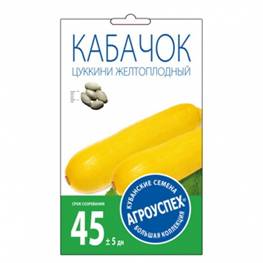 КАБАЧОК
ЦУККИНИ ЖЕЛТОПЛОДНЫЙ
СРОК СОЗРЕВАНИЯ
45 ± 5 дн
КУБАНСКИЕ СЕМЕНА
АГРОУСПЕХ
БОЛЬШАЯ КОЛЛЕКЦИЯ